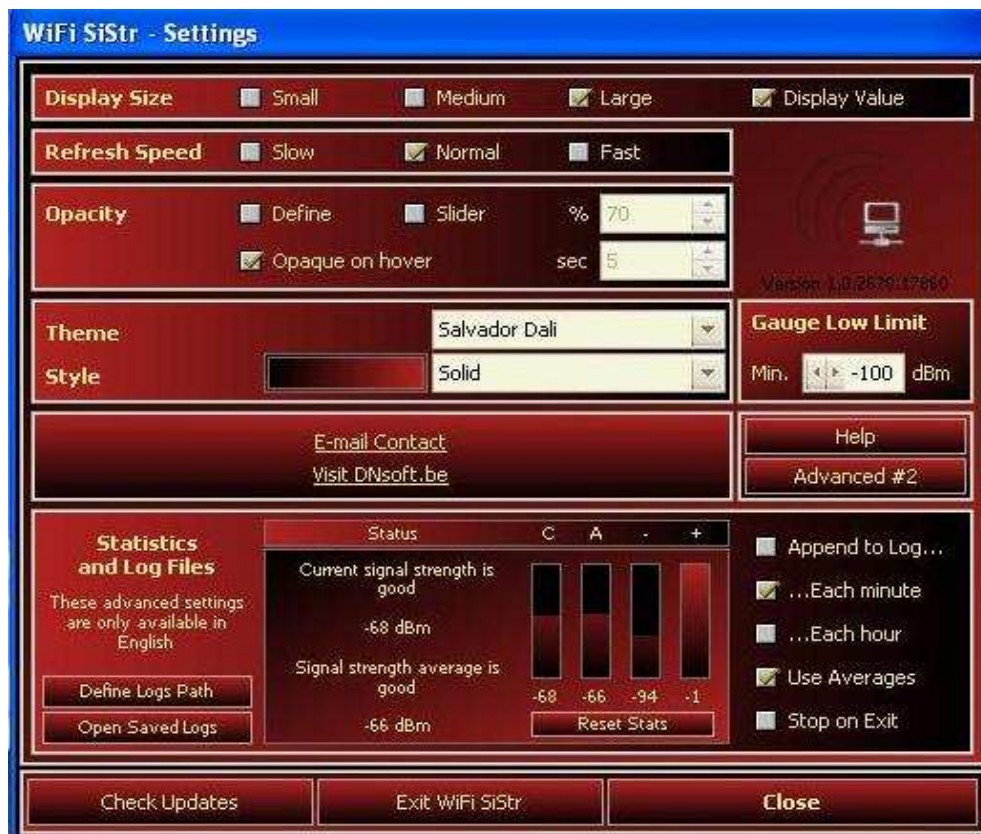 WiFi SiStr - Settings
Display Size Small Medium Large Display Value
Refresh Speed Slow Normal Fast
Opacity Define Slider % 70
Opaque on hover sec 5
Version 1.0.2679.17860
Theme Salvador Dali
Style Solid
Gauge Low Limit
Min. -100 dBm
E-mail Contact
Visit DNsoft.be
Help
Advanced #2
Statistics
and Log Files
These advanced settings
are only available in
English
Define Logs Path
Open Saved Logs
Status C A - +
Current signal strength is
good
-68 dBm
Signal strength average is
good
-66 dBm
-68 -66 -94 -1
Reset Stats
Append to Log...
...Each minute
...Each hour
Use Averages
Stop on Exit
Check Updates Exit WiFi SiStr Close